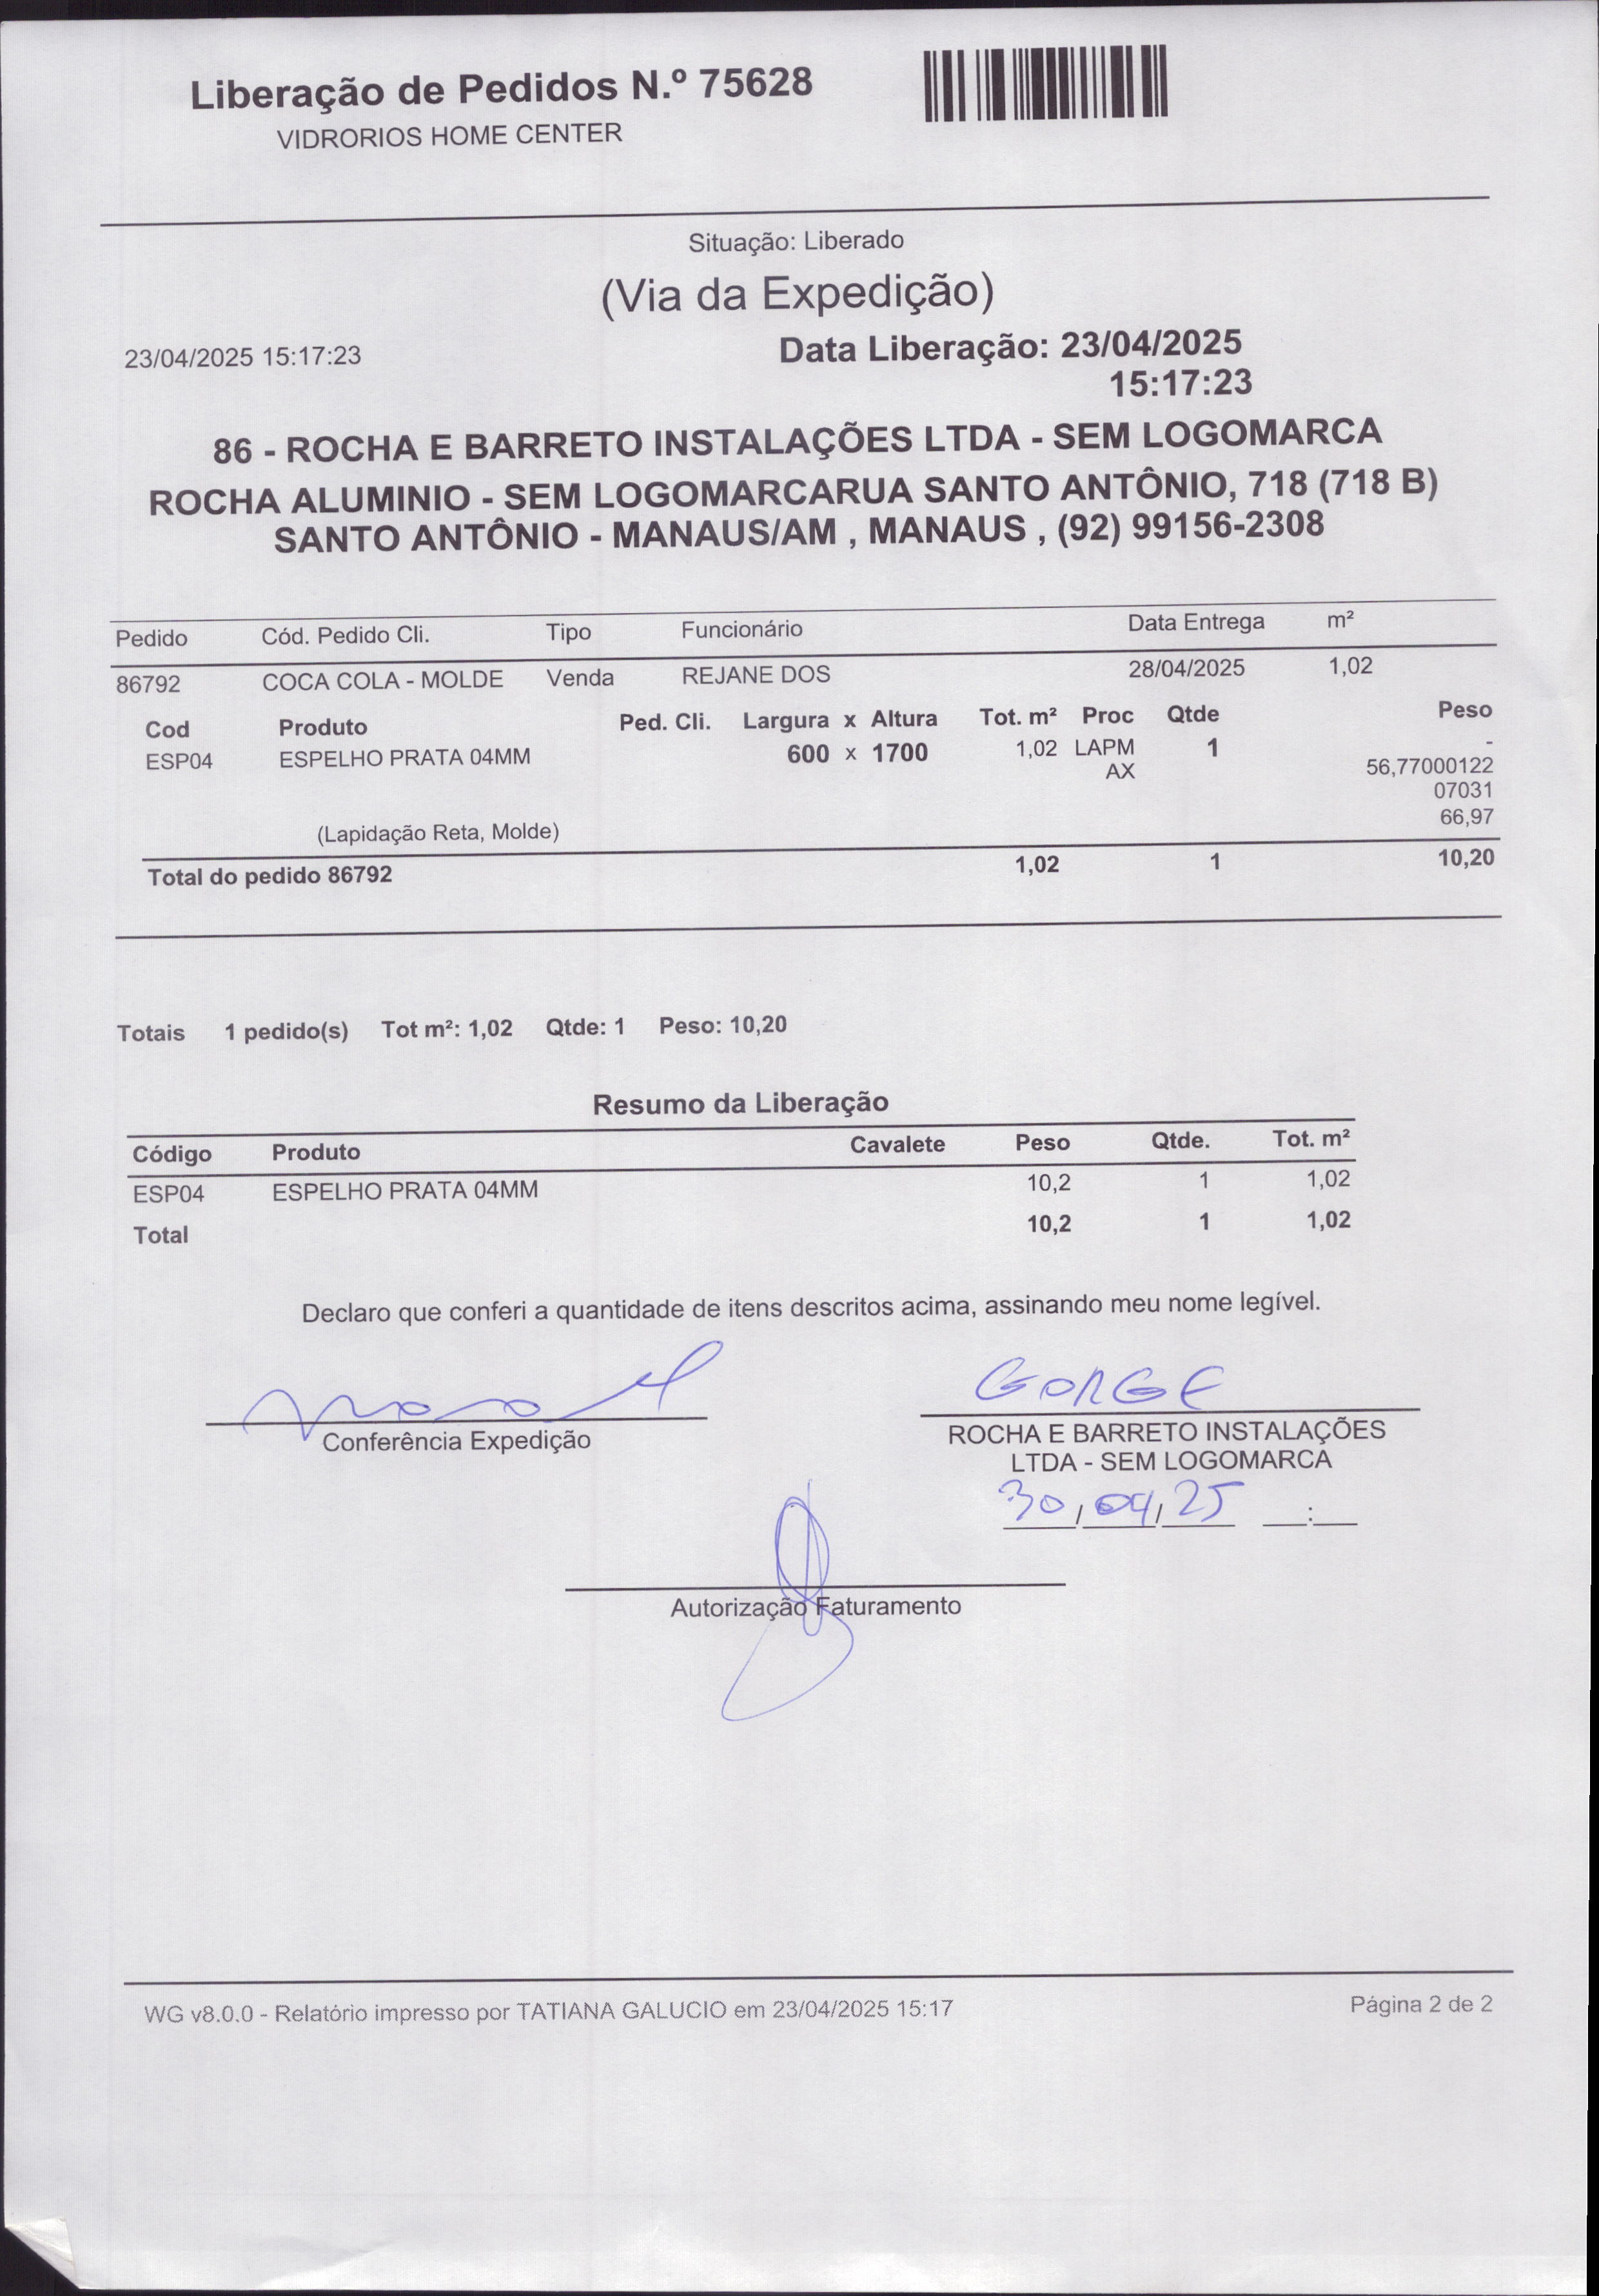 Liberação de Pedidos N.º 75628
VIDRORIOS HOME CENTER
Situação: Liberado
(Via da Expedição)
23/04/2025 15:17:23
Data Liberação: 23/04/2025
15:17:23
86 - ROCHA E BARRETO INSTALAÇÕES LTDA - SEM LOGOMARCA
ROCHA ALUMINIO - SEM LOGOMARCARUA SANTO ANTÔNIO, 718 (718 B)
SANTO ANTÔNIO - MANAUS/AM , MANAUS , (92) 99156-2308
Pedido Cód. Pedido Cli. Tipo Funcionário Data Entrega m²
86792 COCA COLA - MOLDE Venda REJANE DOS 28/04/2025 1,02
Cod Produto Ped. Cli. Largura x Altura Tot. m² Proc Qtde Peso
ESP04 ESPELHO PRATA 04MM 600 x 1700 1,02 LAPM 1 -
AX 56,77000122
07031
(Lapidação Reta, Molde) 66,97
Total do pedido 86792 1,02 1 10,20
Totais 1 pedido(s) Tot m²: 1,02 Qtde: 1 Peso: 10,20
Resumo da Liberação
Código Produto Cavalete Peso Qtde. Tot. m²
ESP04 ESPELHO PRATA 04MM 10,2 1 1,02
Total 10,2 1 1,02
Declaro que conferi a quantidade de itens descritos acima, assinando meu nome legível.
GORGE
Conferência Expedição
ROCHA E BARRETO INSTALAÇÕES
LTDA - SEM LOGOMARCA
30/04/25 __:__
Autorização Faturamento
WG v8.0.0 - Relatório impresso por TATIANA GALUCIO em 23/04/2025 15:17
Página 2 de 2